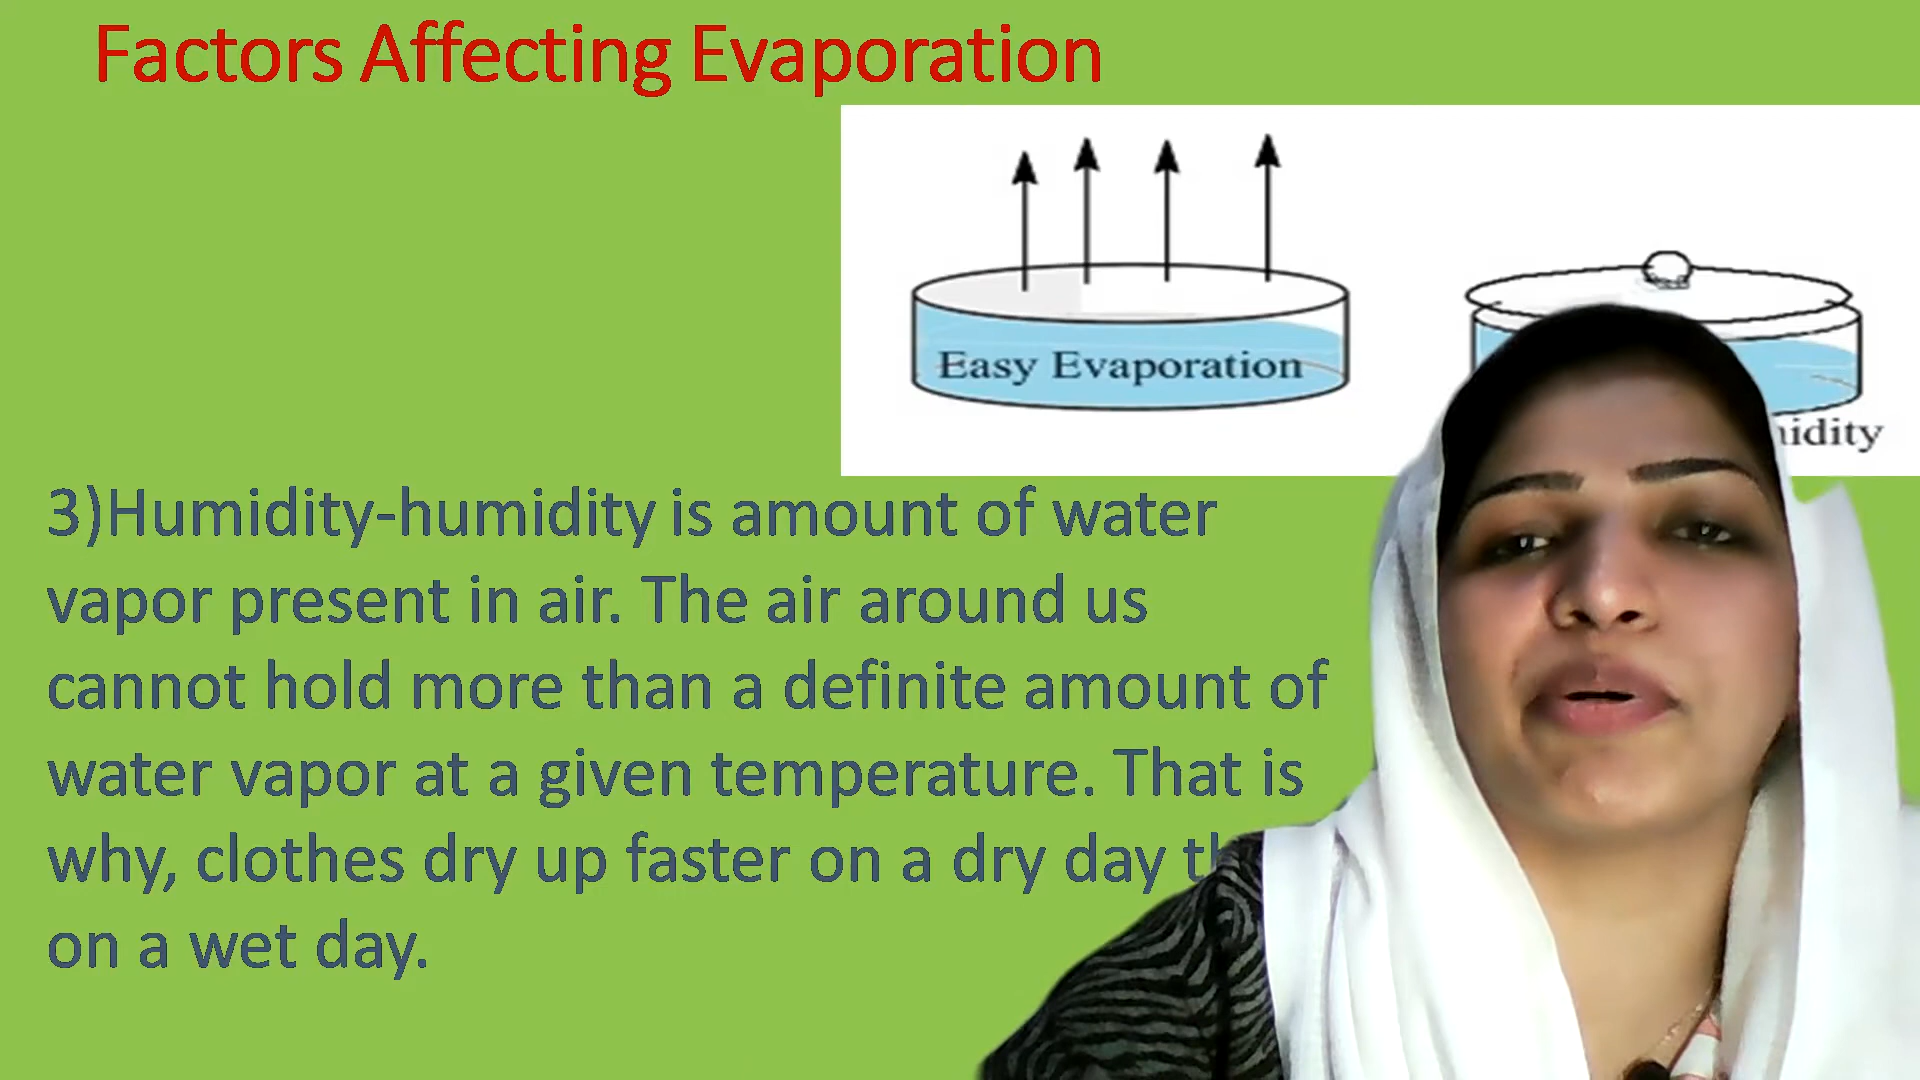 Factors Affecting Evaporation
Easy Evaporation
3)Humidity-humidity is amount of water
vapor present in air. The air around us
cannot hold more than a definite amount of
water vapor at a given temperature. That is
why, clothes dry up faster on a dry day
on a wet day.